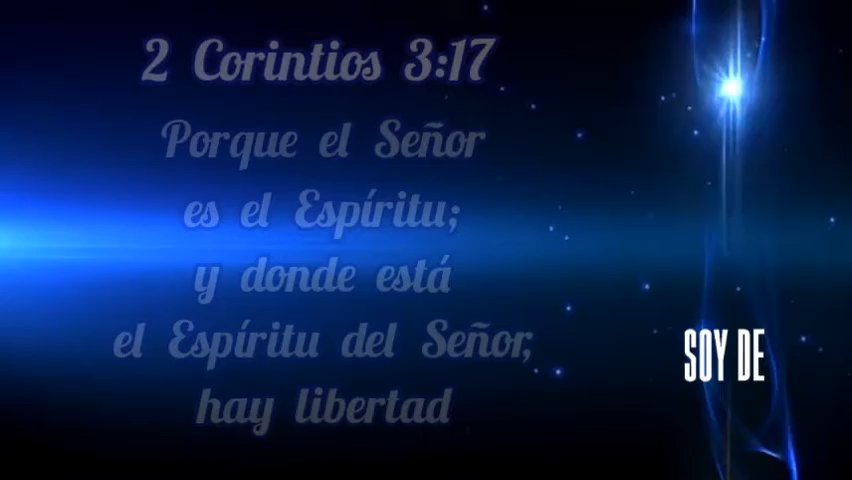 2 Corintios 3:17
Porque el Señor
es el Espíritu;
y donde está
el Espíritu del Señor,
hay libertad
SOY DE